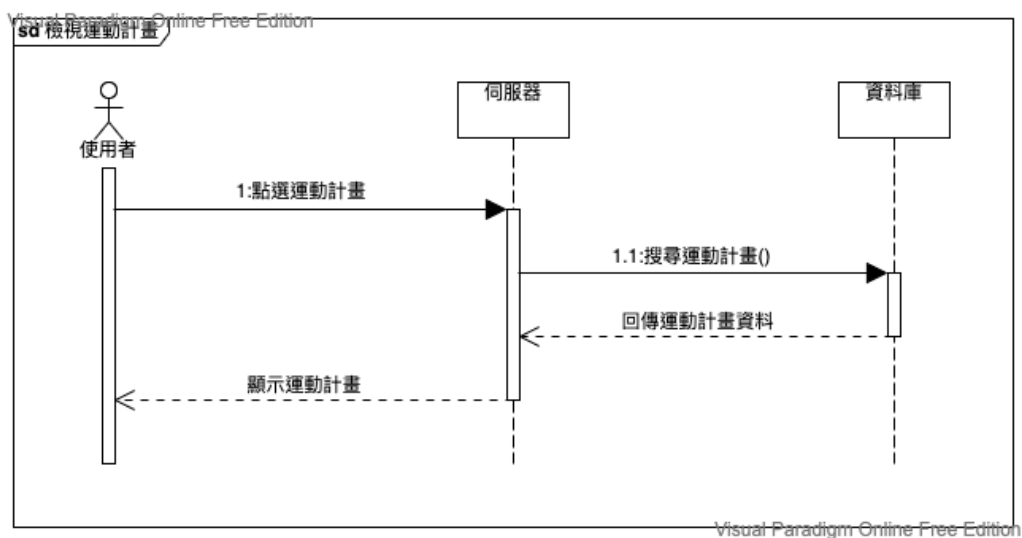 Visual Paradigm Online Free Edition
sd 檢視運動計畫
伺服器
資料庫
使用者
1:點選運動計畫
1.1:搜尋運動計畫()
回傳運動計畫資料
顯示運動計畫
Visual Paradigm Online Free Edition